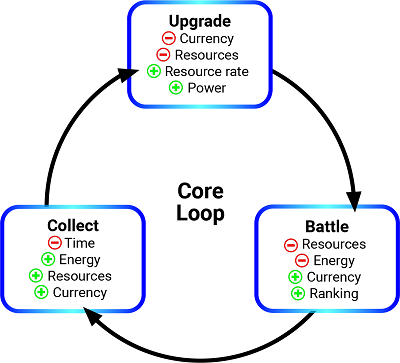 Upgrade
⊖ Currency
⊖ Resources
⊕ Resource rate
⊕ Power
Core
Loop
Collect
⊖ Time
⊕ Energy
⊕ Resources
⊕ Currency
Battle
⊖ Resources
⊖ Energy
⊕ Currency
⊕ Ranking